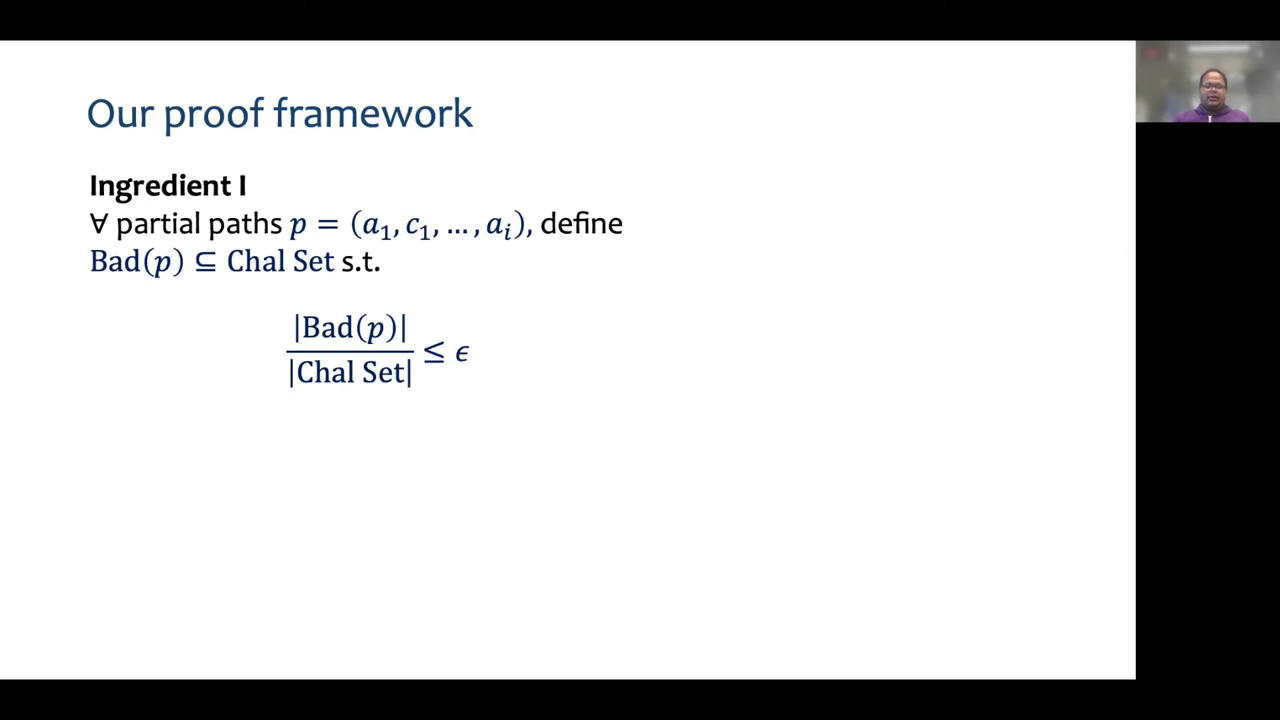 Our proof framework
Ingredient I
∀ partial paths p = (a₁, c₁, … , aᵢ), define
Bad(p) ⊆ Chal Set s.t.
|Bad(p)|
|Chal Set|
≤ ϵ